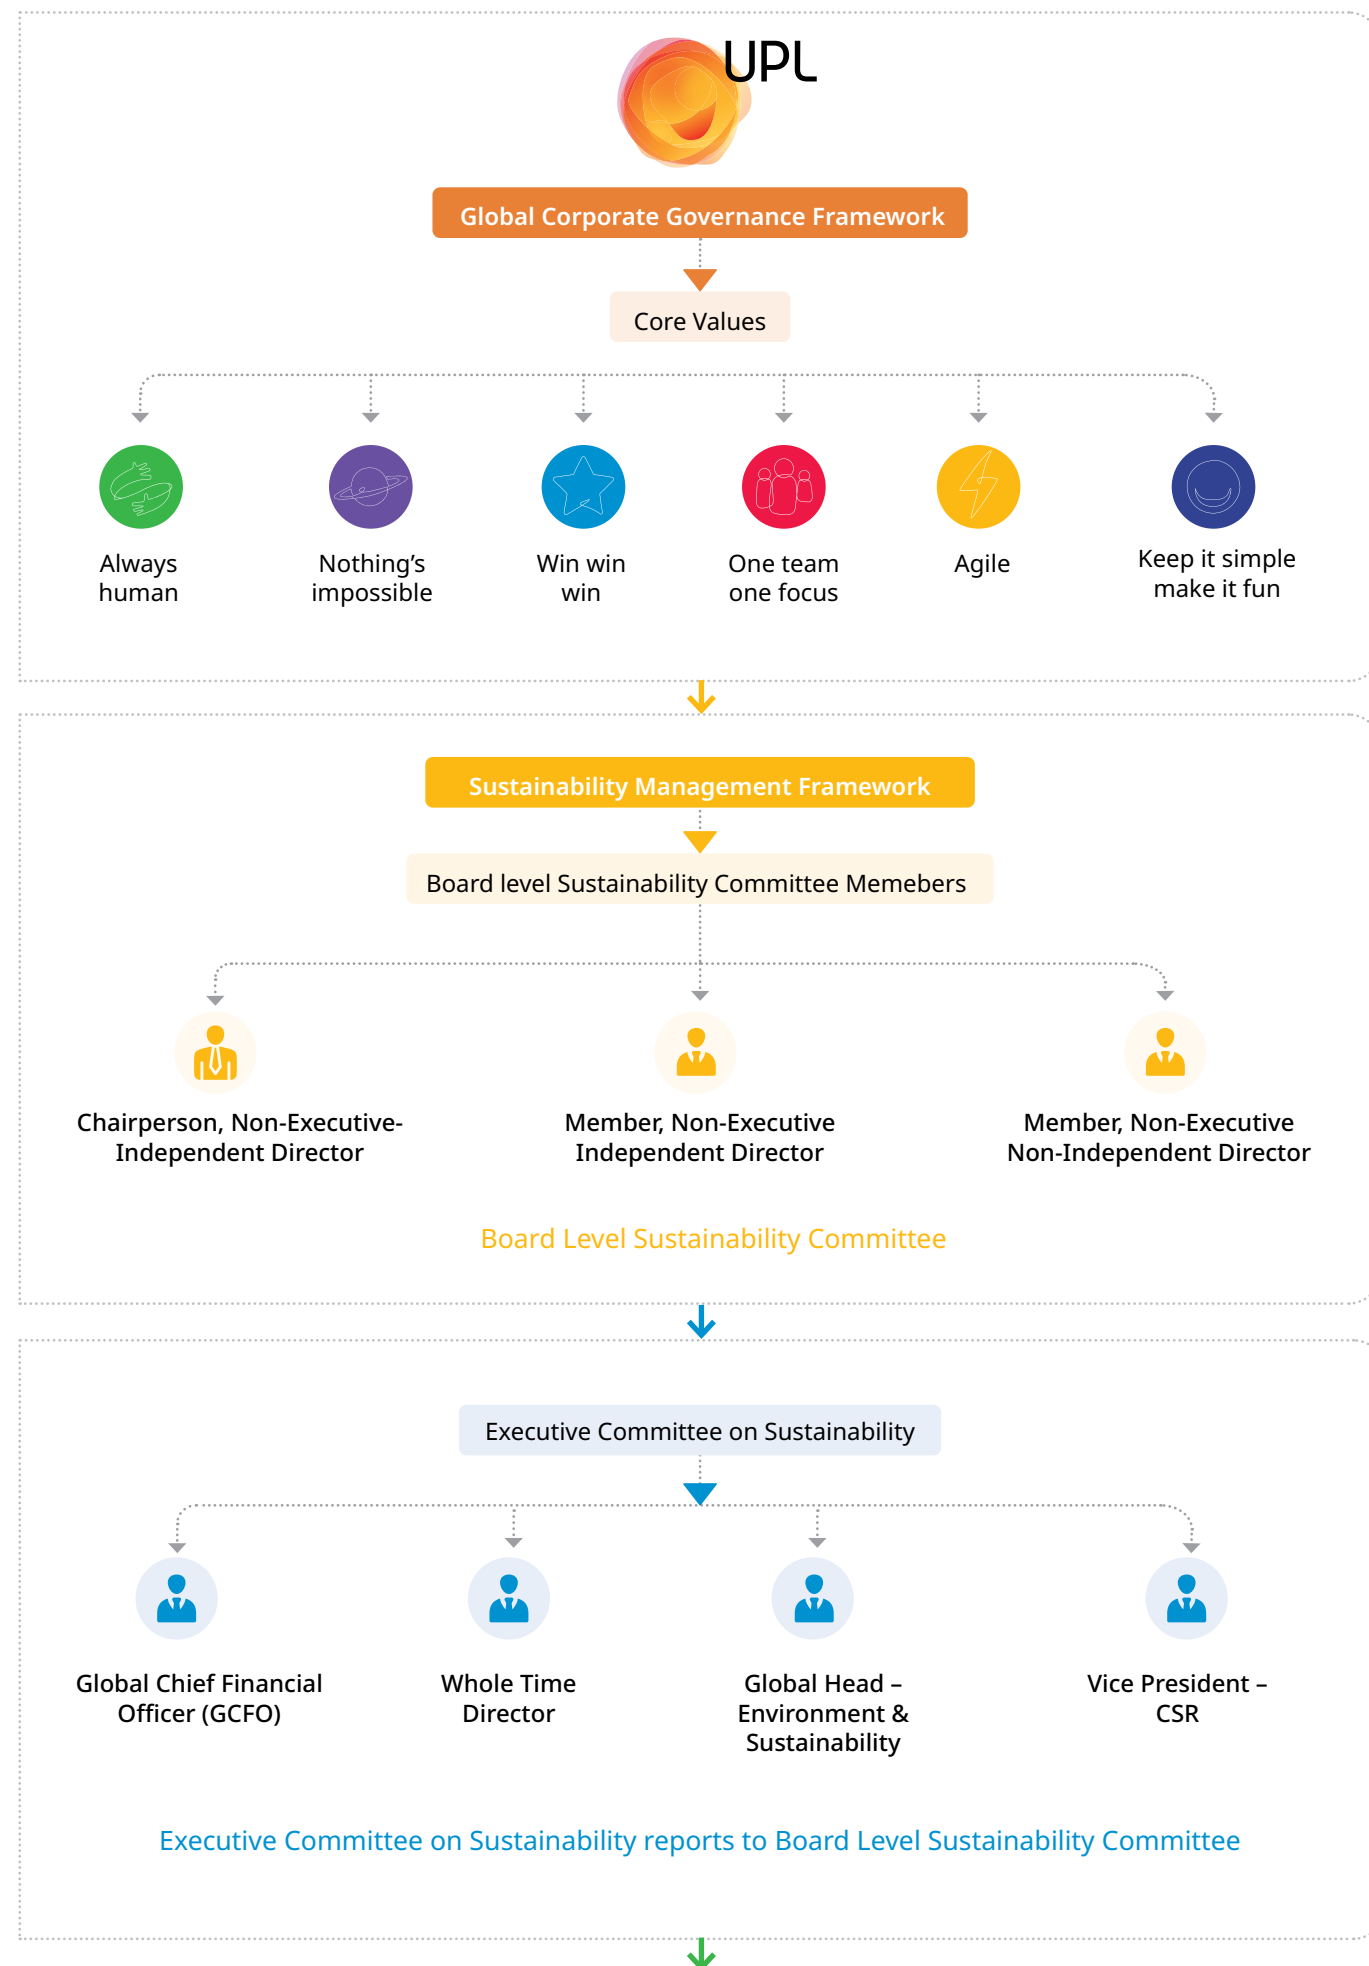 UPL
Global Corporate Governance Framework
Core Values
Always
human
Nothing’s
impossible
Win win
win
One team
one focus
Agile
Keep it simple
make it fun
Sustainability Management Framework
Board level Sustainability Committee Memebers
Chairperson, Non-Executive-
Independent Director
Member, Non-Executive
Independent Director
Member, Non-Executive
Non-Independent Director
Board Level Sustainability Committee
Executive Committee on Sustainability
Global Chief Financial
Officer (GCFO)
Whole Time
Director
Global Head –
Environment &
Sustainability
Vice President –
CSR
Executive Committee on Sustainability reports to Board Level Sustainability Committee